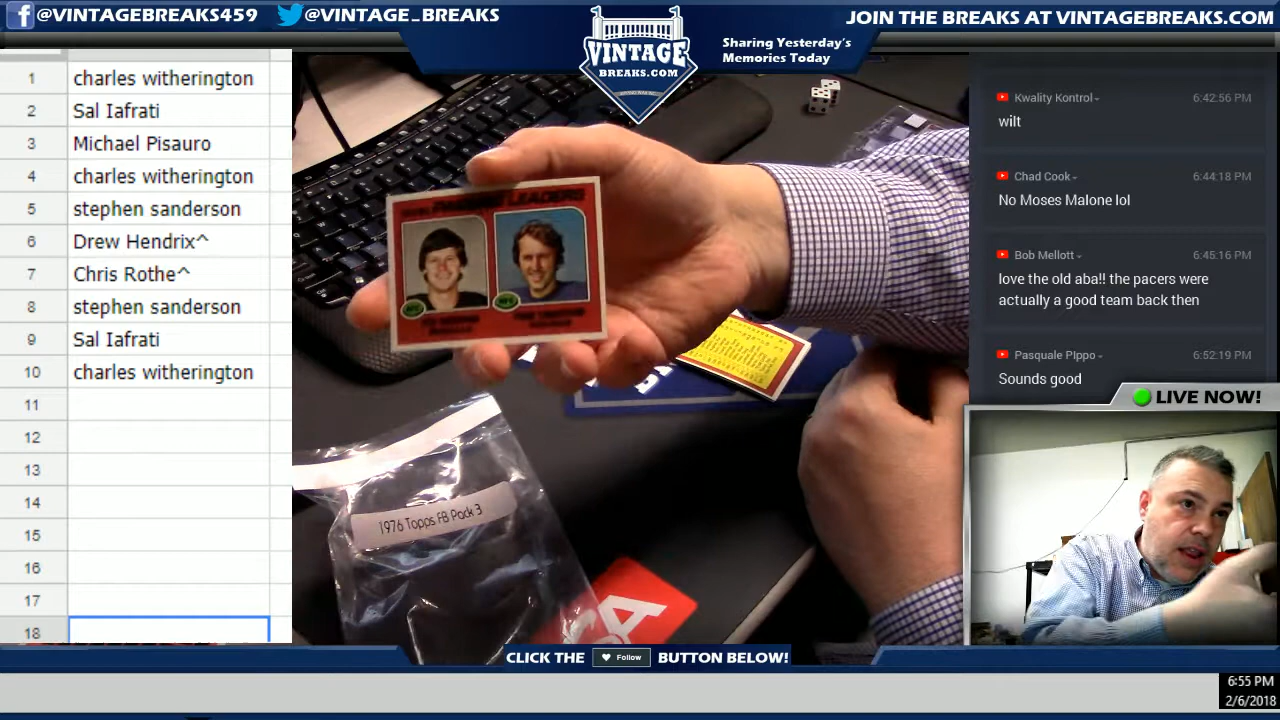 @VINTAGEBREAKS459
@VINTAGE_BREAKS
VINTAGE
BREAKS.COM
Sharing Yesterday's
Memories Today
JOIN THE BREAKS AT VINTAGEBREAKS.COM
1 charles witherington
2 Sal Iafrati
3 Michael Pisauro
4 charles witherington
5 stephen sanderson
6 Drew Hendrix^
7 Chris Rothe^
8 stephen sanderson
9 Sal Iafrati
10 charles witherington
11
12
13
14
15
16
17
18
LEADERS
1976 Topps FB Pack 3
Kwality Kontrol 6:42:56 PM
wilt
Chad Cook 6:44:18 PM
No Moses Malone lol
Bob Mellott 6:45:16 PM
love the old aba!! the pacers were
actually a good team back then
Pasquale PIppo 6:52:19 PM
Sounds good
LIVE NOW!
CLICK THE Follow BUTTON BELOW!
6:55 PM
2/6/2018